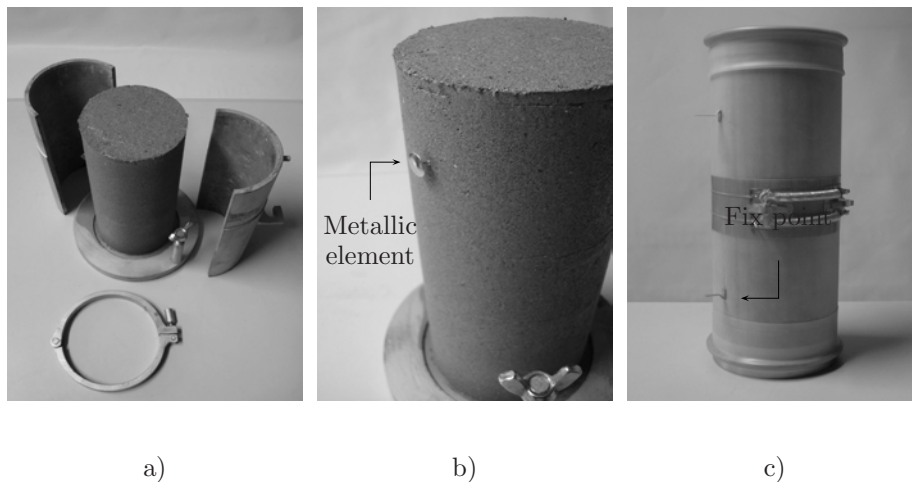 Metallic
element
Fix point
a)
b)
c)